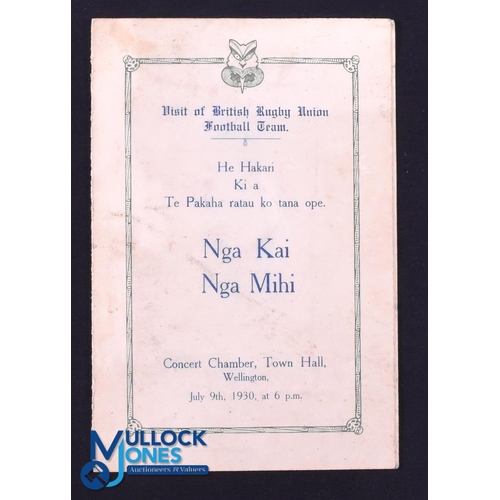 Visit of British Rugby Union
Football Team.
He Hakari
Ki a
Te Pakaha ratau ko tana ope.
Nga Kai
Nga Mihi
Concert Chamber, Town Hall,
Wellington,
July 9th, 1930, at 6 p.m.
MULLOCK
JONES
Auctioneers & Valuers